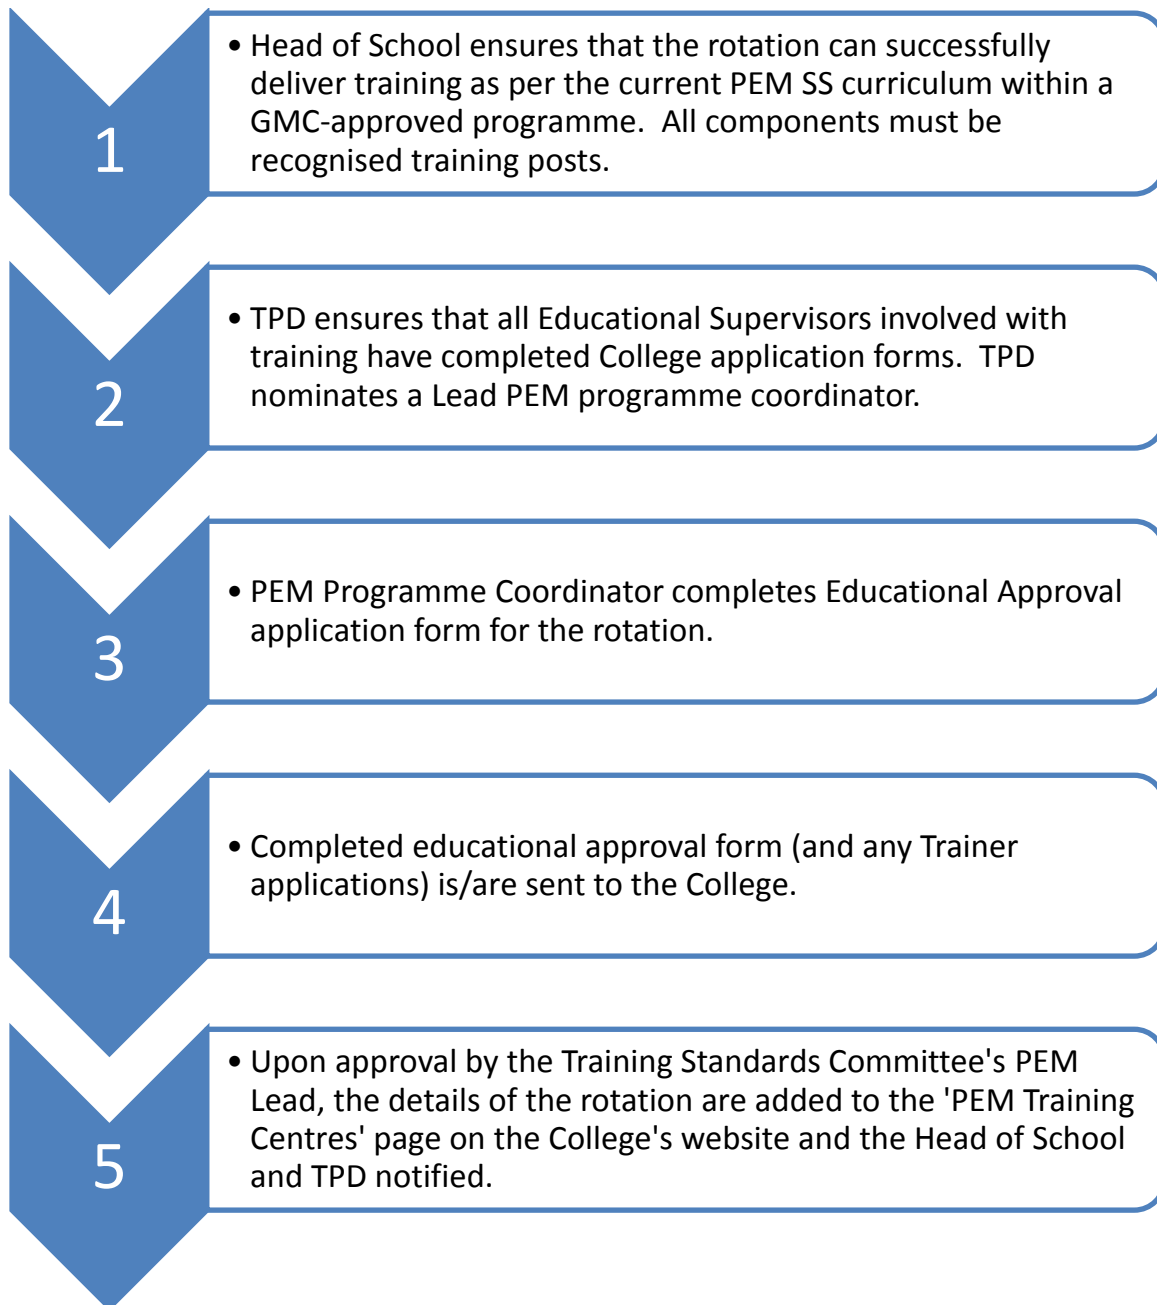 1
• Head of School ensures that the rotation can successfully
deliver training as per the current PEM SS curriculum within a
GMC-approved programme.  All components must be
recognised training posts.
2
• TPD ensures that all Educational Supervisors involved with
training have completed College application forms.  TPD
nominates a Lead PEM programme coordinator.
3
• PEM Programme Coordinator completes Educational Approval
application form for the rotation.
4
• Completed educational approval form (and any Trainer
applications) is/are sent to the College.
5
• Upon approval by the Training Standards Committee's PEM
Lead, the details of the rotation are added to the 'PEM Training
Centres' page on the College's website and the Head of School
and TPD notified.